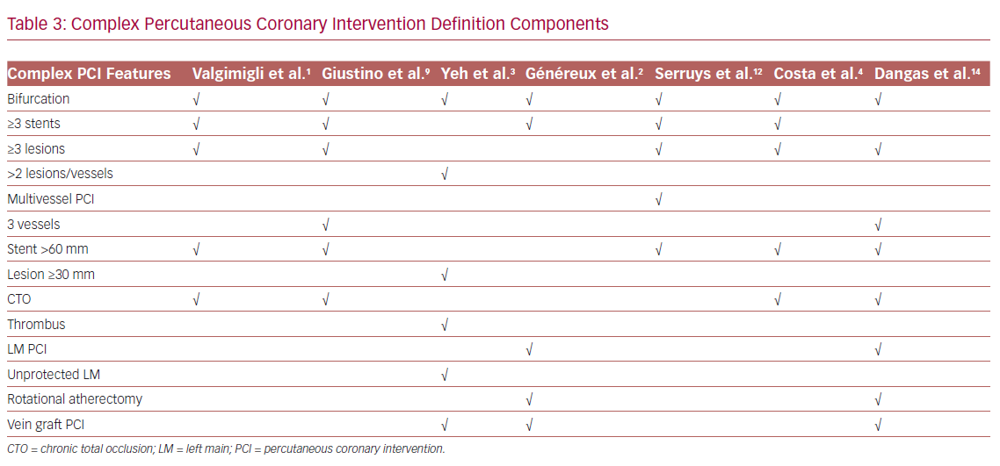 Table 3: Complex Percutaneous Coronary Intervention Definition Components
Complex PCI Features Valgimigli et al.¹ Giustino et al.⁹ Yeh et al.³ Généreux et al.² Serruys et al.¹² Costa et al.⁴ Dangas et al.¹⁴
Bifurcation √ √ √ √ √ √ √
≥3 stents √ √ √ √ √
≥3 lesions √ √ √ √ √
>2 lesions/vessels √
Multivessel PCI √
3 vessels √ √
Stent >60 mm √ √ √ √ √
Lesion ≥30 mm √
CTO √ √ √ √
Thrombus √
LM PCI √ √
Unprotected LM √
Rotational atherectomy √ √
Vein graft PCI √ √ √
CTO = chronic total occlusion; LM = left main; PCI = percutaneous coronary intervention.